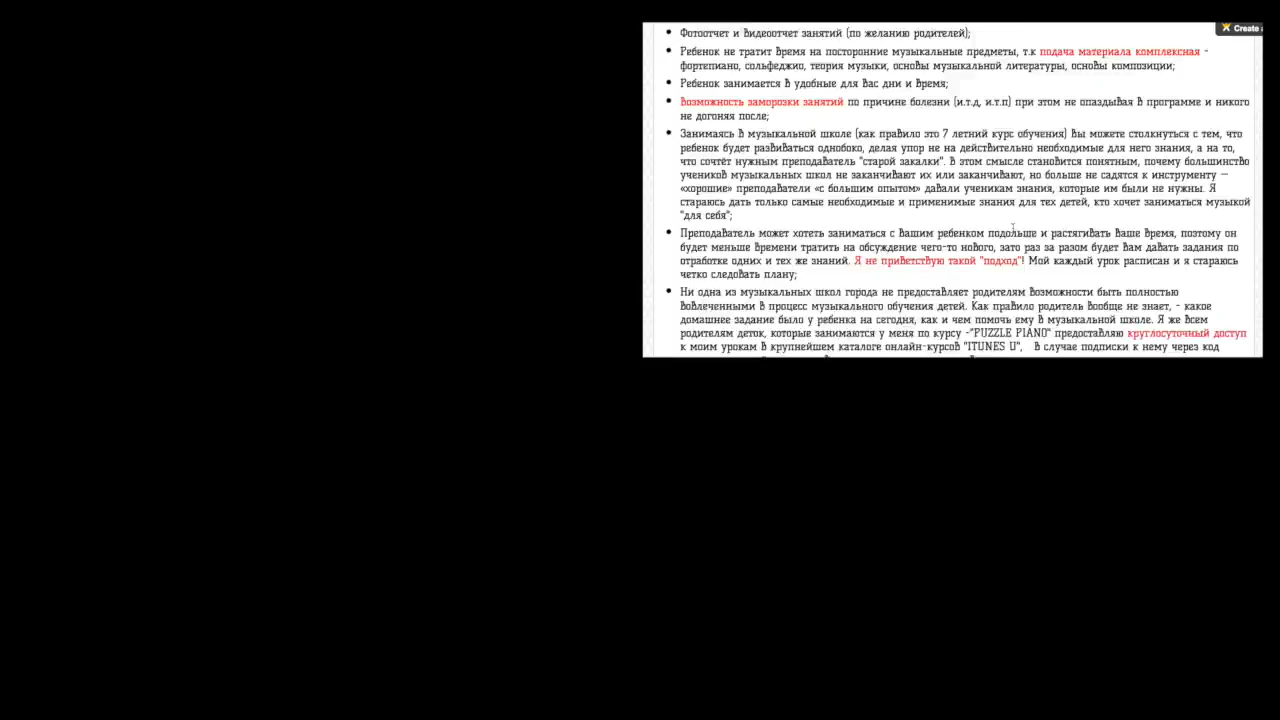 Create
Фотоотчет и Видеоотчет занятий (по желанию родителей);
Ребенок не тратит Время на посторонние музыкальные предметы, т.к подача материала комплексная -
фортепиано, сольфеджио, теория музыки, основы музыкальной литературы, основы композиции;
Ребенок занимается в удобные для Вас дни и Время;
Возможность заморозки занятий по причине болезни (и.т.д, и.т.п) при этом не опаздывая в программе и никого
не догоняя после;
Занимаясь в музыкальной школе (как правило это 7 летний курс обучения) Вы можете столкнуться с тем, что
ребенок будет развиваться однобоко, делая упор не на действительно необходимые для него знания, а на то,
что сочтёт нужным преподаватель "старой закалки". В этом смысле становится понятным, почему большинство
учеников музыкальных школ не заканчивают их или заканчивают, но больше не садятся к инструменту —
«хорошие» преподаватели «с большим опытом» давали ученикам знания, которые им были не нужны. Я
стараюсь дать только самые необходимые и применимые знания для тех детей, кто хочет заниматься музыкой
"для себя";
Преподаватель может хотеть заниматься с Вашим ребенком подольше и растягивать Ваше Время, поэтому он
будет меньше Времени тратить на обсуждение чего-то нового, зато раз за разом будет Вам давать задания по
отработке одних и тех же знаний. Я не приветствую такой "подход"! Мой каждый урок расписан и я стараюсь
четко следовать плану;
Ни одна из музыкальных школ города не предоставляет родителям Возможности быть полностью
Вовлеченными в процесс музыкального обучения детей. Как правило родитель Вообще не знает, - какое
домашнее задание было у ребенка на сегодня, как и чем помочь ему в музыкальной школе. Я же Всем
родителям деток, которые занимаются у меня по курсу -"PUZZLE PIANO" предоставляю круглосуточный доступ
к моим урокам в крупнейшем каталоге онлайн-курсов "ITUNES U", В случае подписки к нему через код